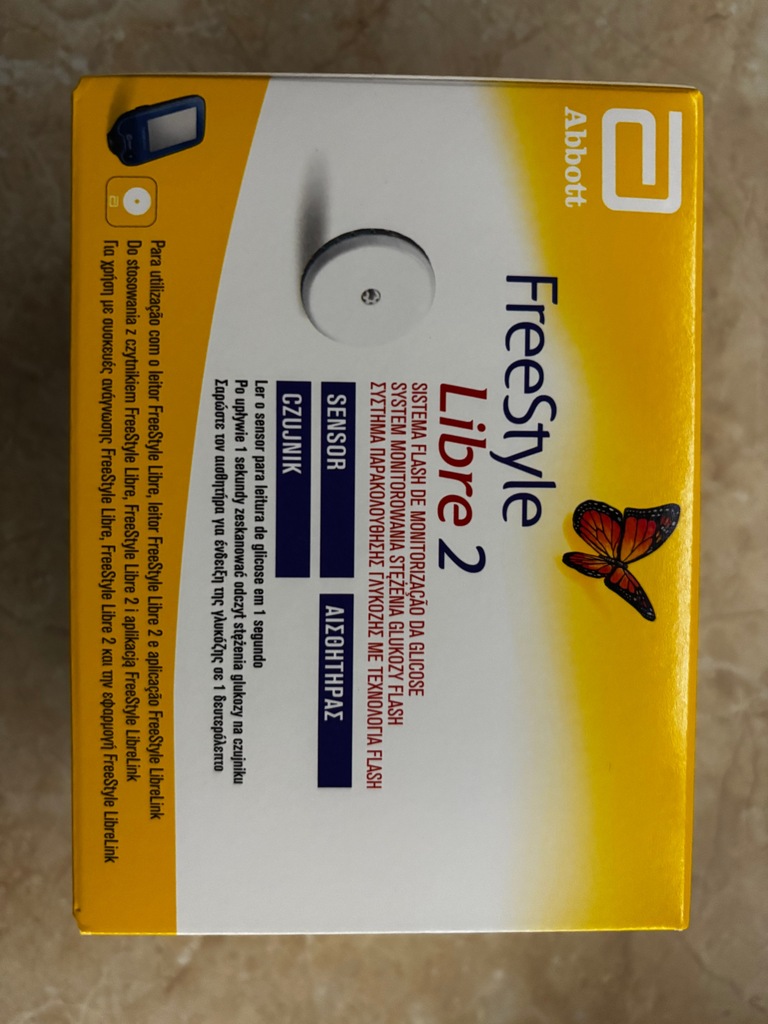 Abbott
FreeStyle
Libre 2
SISTEMA FLASH DE MONITORIZAÇÃO DA GLICOSE
SYSTEM MONITOROWANIA STĘŻENIA GLUKOZY FLASH
ΣΥΣΤΗΜΑ ΠΑΡΑΚΟΛΟΥΘΗΣΗΣ ΓΛΥΚΟΖΗΣ ΜΕ ΤΕΧΝΟΛΟΓΙΑ FLASH
SENSOR
ΑΙΣΘΗΤΗΡΑΣ
CZUJNIK
Ler o sensor para leitura de glicose em 1 segundo
Po upływie 1 sekundy zeskanować odczyt stężenia glukozy na czujniku
Σαρώστε τον αισθητήρα για ένδειξη της γλυκόζης σε 1 δευτερόλεπτο
Para utilização com o leitor FreeStyle Libre, leitor FreeStyle Libre 2 e aplicação FreeStyle LibreLink
Do stosowania z czytnikiem FreeStyle Libre, FreeStyle Libre 2 i aplikacją FreeStyle LibreLink
Για χρήση με συσκευές ανάγνωσης FreeStyle Libre, FreeStyle Libre 2 και την εφαρμογή FreeStyle LibreLink